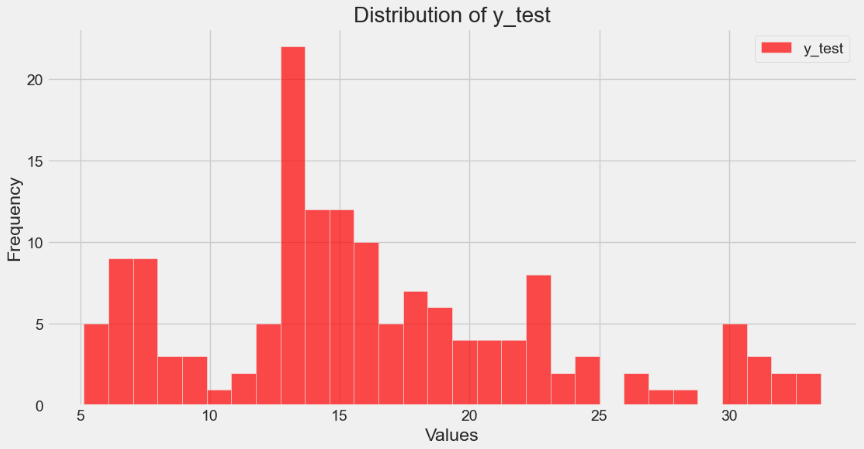 Distribution of y_test
y_test
20
15
10
5
0
Frequency
5 10 15 20 25 30
Values